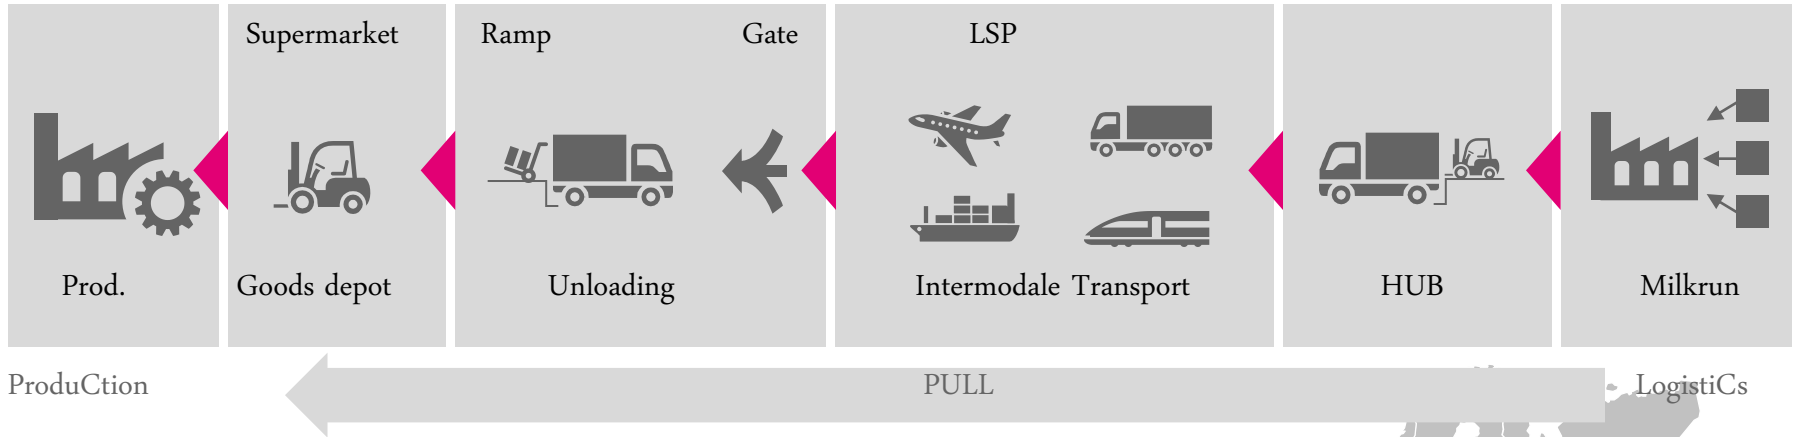 Supermarket
Ramp
Gate
LSP
Prod.
Goods depot
Unloading
Intermodale Transport
HUB
Milkrun
ProduCtion
PULL
LogistiCs